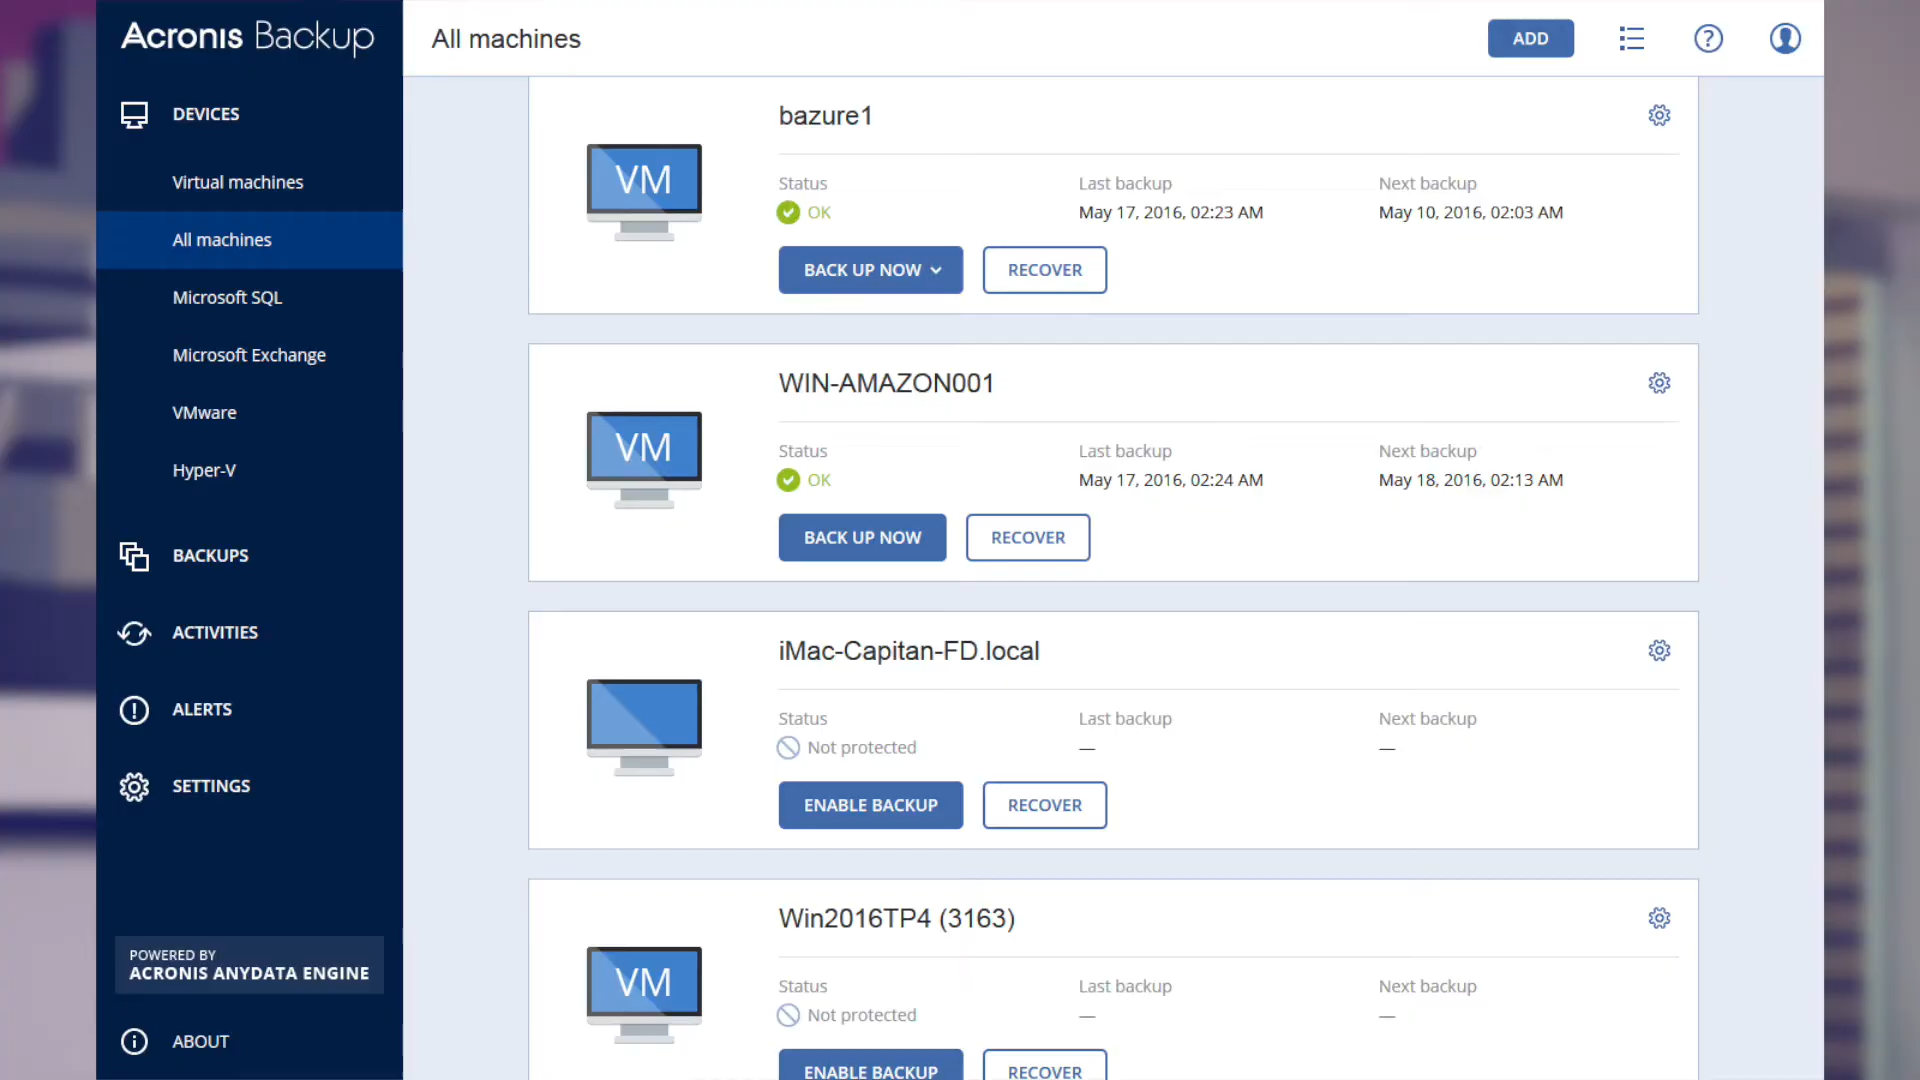 Acronis Backup
All machines
ADD
?
DEVICES
Virtual machines
All machines
Microsoft SQL
Microsoft Exchange
VMware
Hyper-V
BACKUPS
ACTIVITIES
ALERTS
SETTINGS
POWERED BY
ACRONIS ANYDATA ENGINE
ABOUT
bazure1
VM
Status Last backup Next backup
OK May 17, 2016, 02:23 AM May 10, 2016, 02:03 AM
BACK UP NOW RECOVER
WIN-AMAZON001
VM
Status Last backup Next backup
OK May 17, 2016, 02:24 AM May 18, 2016, 02:13 AM
BACK UP NOW RECOVER
iMac-Capitan-FD.local
Status Last backup Next backup
Not protected — —
ENABLE BACKUP RECOVER
Win2016TP4 (3163)
VM
Status Last backup Next backup
Not protected — —
ENABLE BACKUP RECOVER